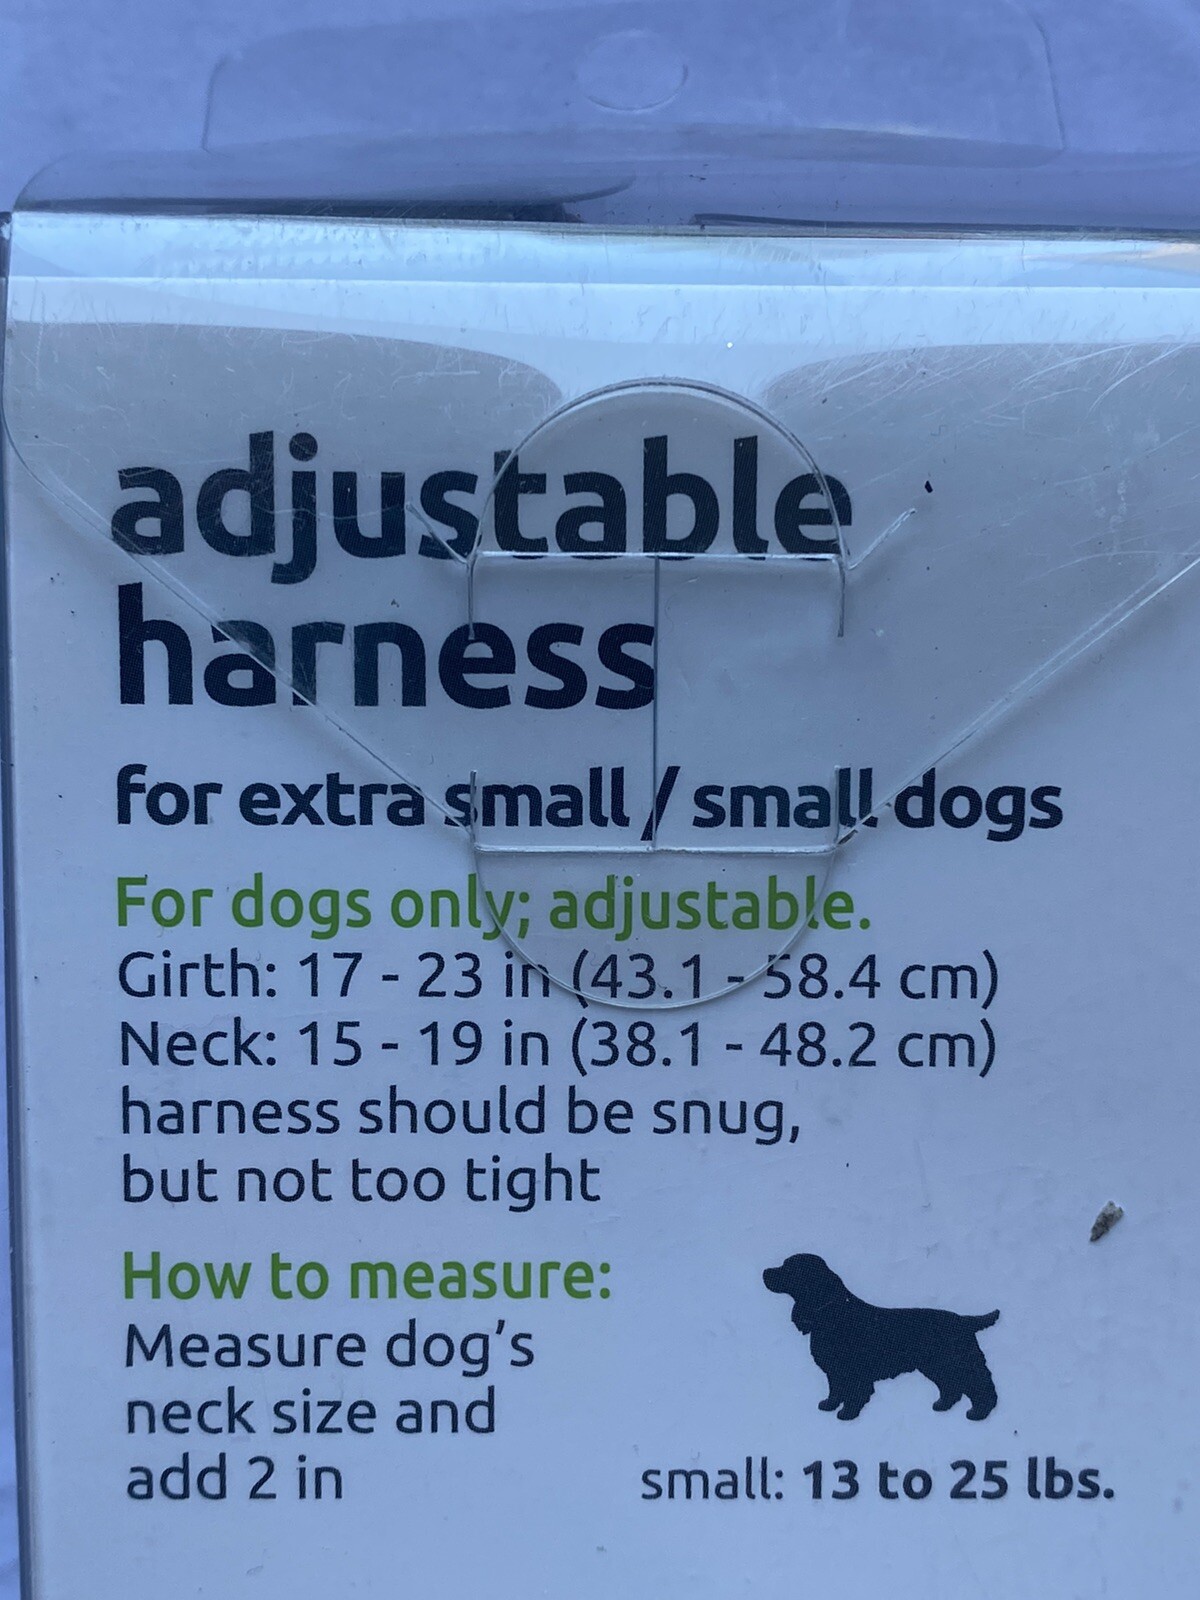 adjustable
harness
for extra small / small dogs
For dogs only; adjustable.
Girth: 17 - 23 in (43.1 - 58.4 cm)
Neck: 15 - 19 in (38.1 - 48.2 cm)
harness should be snug,
but not too tight
How to measure:
Measure dog’s
neck size and
add 2 in
small: 13 to 25 lbs.